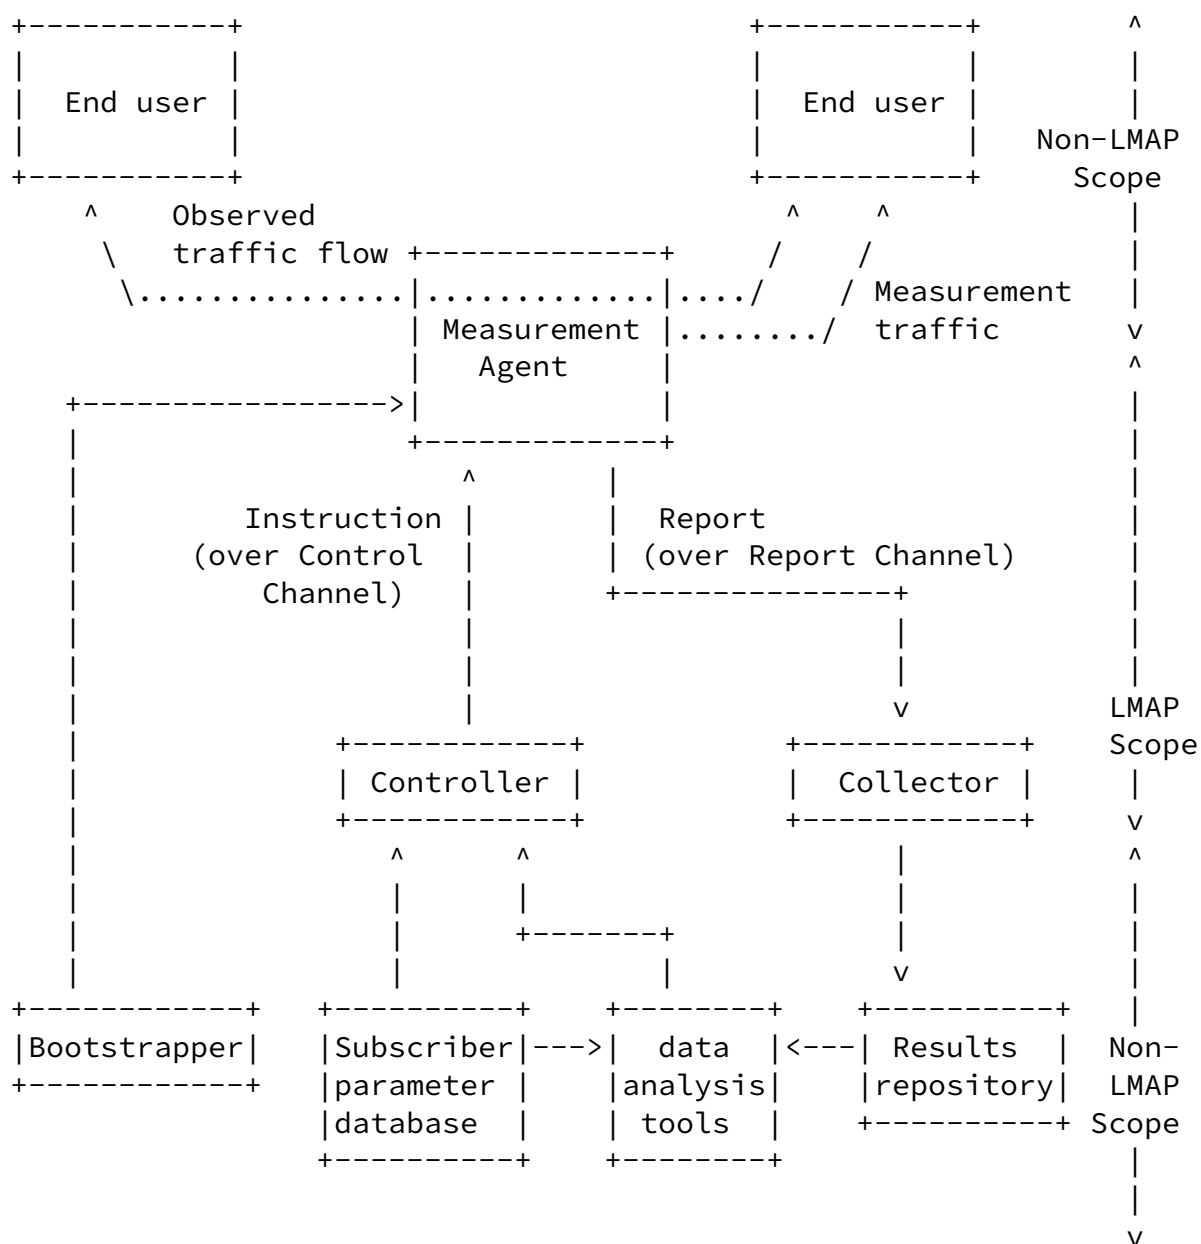 End user End user
Non-LMAP
Scope
Observed
traffic flow
Measurement
Measurement traffic
Agent
Instruction Report
(over Control (over Report Channel)
Channel)
LMAP
Scope
Controller Collector
Bootstrapper Subscriber data Results Non-
parameter analysis repository LMAP
database tools Scope